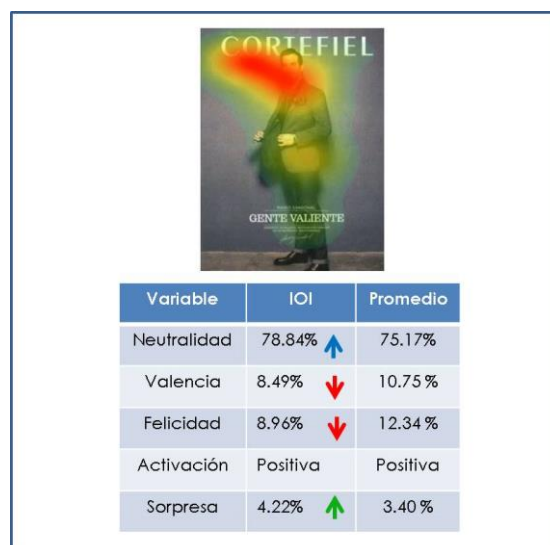 CORTEFIEL
GENTE VALIENTE
Variable IOI Promedio
Neutralidad 78.84% 75.17%
Valencia 8.49% 10.75 %
Felicidad 8.96% 12.34 %
Activación Positiva Positiva
Sorpresa 4.22% 3.40 %